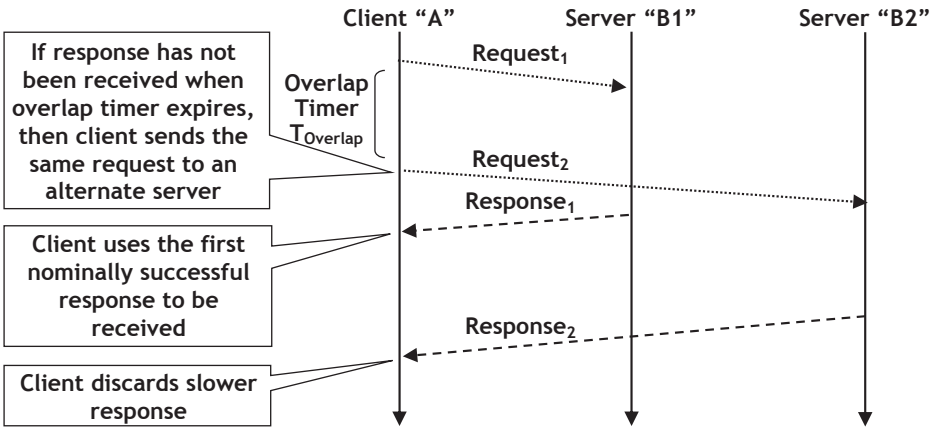 Client “A”
Server “B1”
Server “B2”
If response has not
been received when
overlap timer expires,
then client sends the
same request to an
alternate server
Overlap
Timer
TOverlap
Request1
Request2
Response1
Client uses the first
nominally successful
response to be
received
Response2
Client discards slower
response